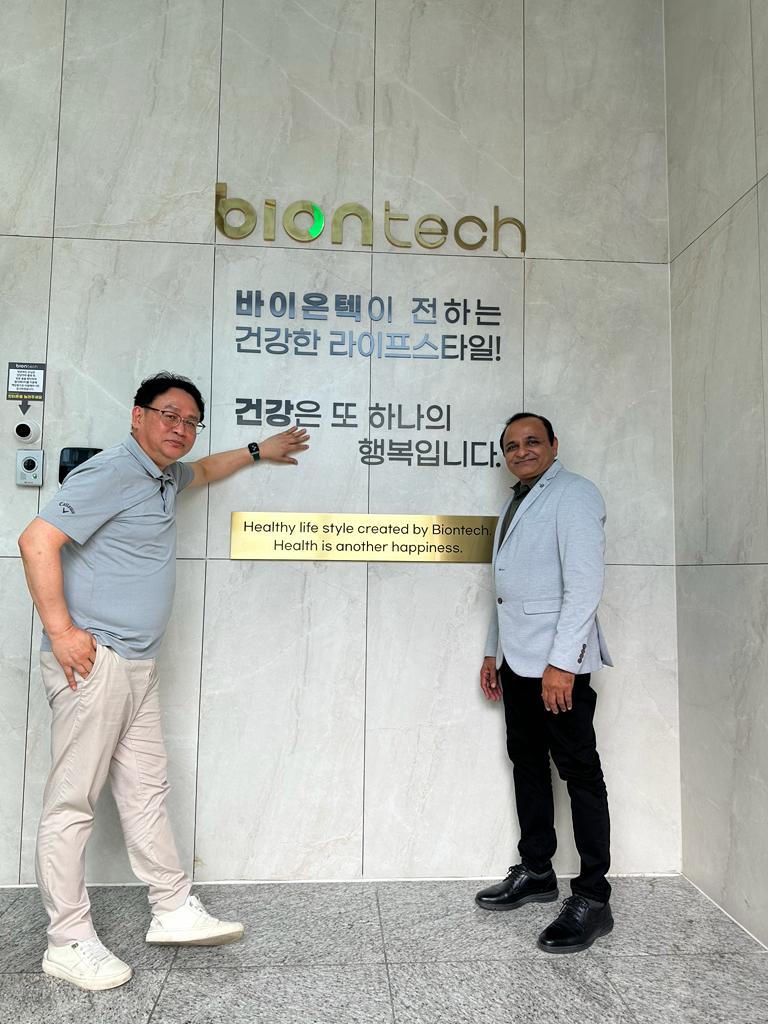 biontech
바이온텍이 전하는
건강한 라이프스타일!
건강은 또 하나의
행복입니다.
Healthy life style created by Biontech.
Health is another happiness.
biontech
Callaway